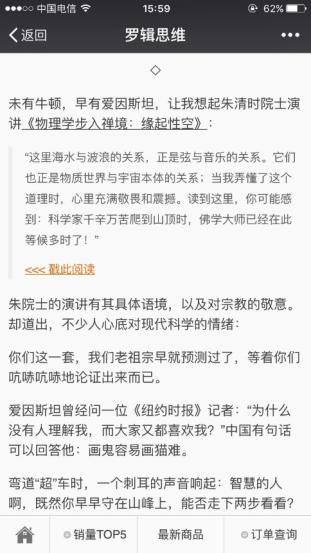 中国电信 15:59 62%
返回 罗辑思维
未有牛顿，早有爱因斯坦，让我想起朱清时院士演
讲《物理学步入禅境：缘起性空》：
“这里海水与波浪的关系，正是弦与音乐的关系。它们
也正是物质世界与宇宙本体的关系；当我弄懂了这个
道理时，心里充满敬畏和震撼。读到这里，你可能感
到：科学家千辛万苦爬到山顶时，佛学大师已经在此
等候多时了！”
<<< 戳此阅读
朱院士的演讲有其具体语境，以及对宗教的敬意。
却道出，不少人心底对现代科学的情绪：
你们这一套，我们老祖宗早就预测过了，等着你们
吭哧吭哧地论证出来而已。
爱因斯坦曾经问一位《纽约时报》记者：“为什么
没有人理解我，而大家又都喜欢我？”中国有句话
可以回答他：画鬼容易画猫难。
弯道“超”车时，一个刺耳的声音响起：智慧的人
啊，既然你早早守在山峰上，能否走下两步看看？
销量TOP5 最新商品 订单查询